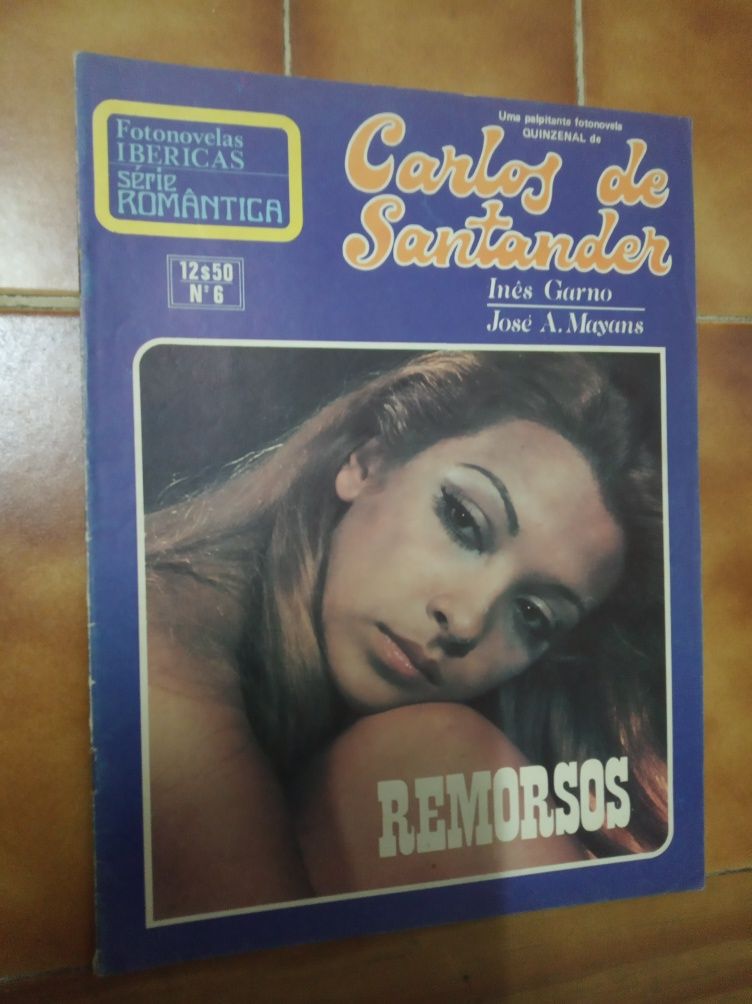 Fotonovelas
IBERICAS
série
ROMÂNTICA
12$50
Nº 6
Uma palpitante fotonovela
QUINZENAL de
Carlos de
Santander
Inês Garno
José A. Mayans
REMORSOS